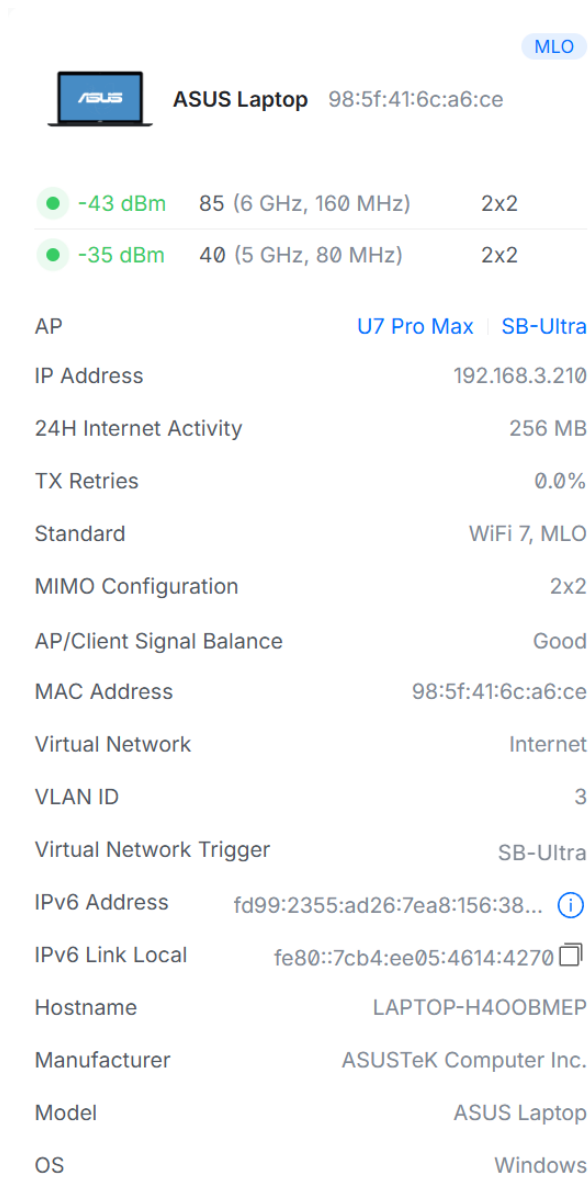 MLO
ASUS
ASUS Laptop 98:5f:41:6c:a6:ce
-43 dBm 85 (6 GHz, 160 MHz) 2x2
-35 dBm 40 (5 GHz, 80 MHz) 2x2
AP U7 Pro Max SB-Ultra
IP Address 192.168.3.210
24H Internet Activity 256 MB
TX Retries 0.0%
Standard WiFi 7, MLO
MIMO Configuration 2x2
AP/Client Signal Balance Good
MAC Address 98:5f:41:6c:a6:ce
Virtual Network Internet
VLAN ID 3
Virtual Network Trigger SB-Ultra
IPv6 Address fd99:2355:ad26:7ea8:156:38...
IPv6 Link Local fe80::7cb4:ee05:4614:4270
Hostname LAPTOP-H4OOBMEP
Manufacturer ASUSTeK Computer Inc.
Model ASUS Laptop
OS Windows